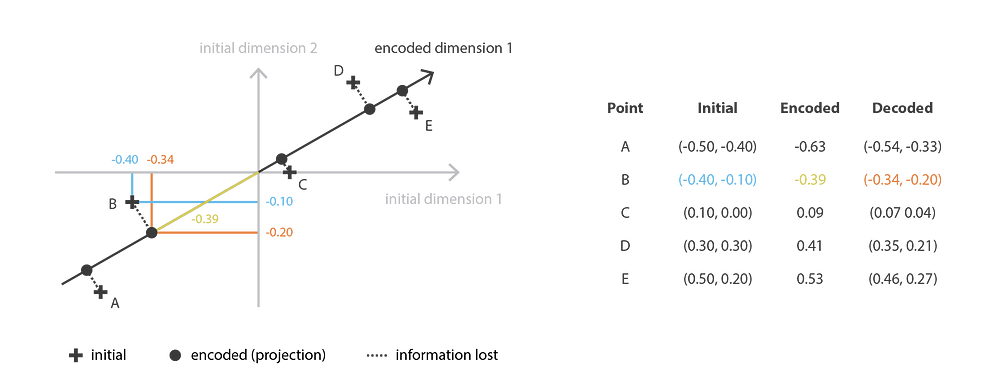 initial dimension 2
encoded dimension 1
D
E
-0.40
-0.34
C
initial dimension 1
B
-0.10
-0.39
-0.20
A
initial
encoded (projection)
information lost
Point Initial Encoded Decoded
A (-0.50, -0.40) -0.63 (-0.54, -0.33)
B (-0.40, -0.10) -0.39 (-0.34, -0.20)
C (0.10, 0.00) 0.09 (0.07 0.04)
D (0.30, 0.30) 0.41 (0.35, 0.21)
E (0.50, 0.20) 0.53 (0.46, 0.27)